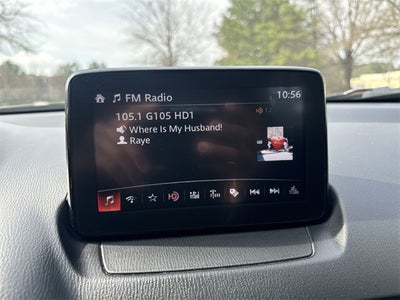 FM Radio 10:56
105.1 G105 HD1
Where Is My Husband!
Raye